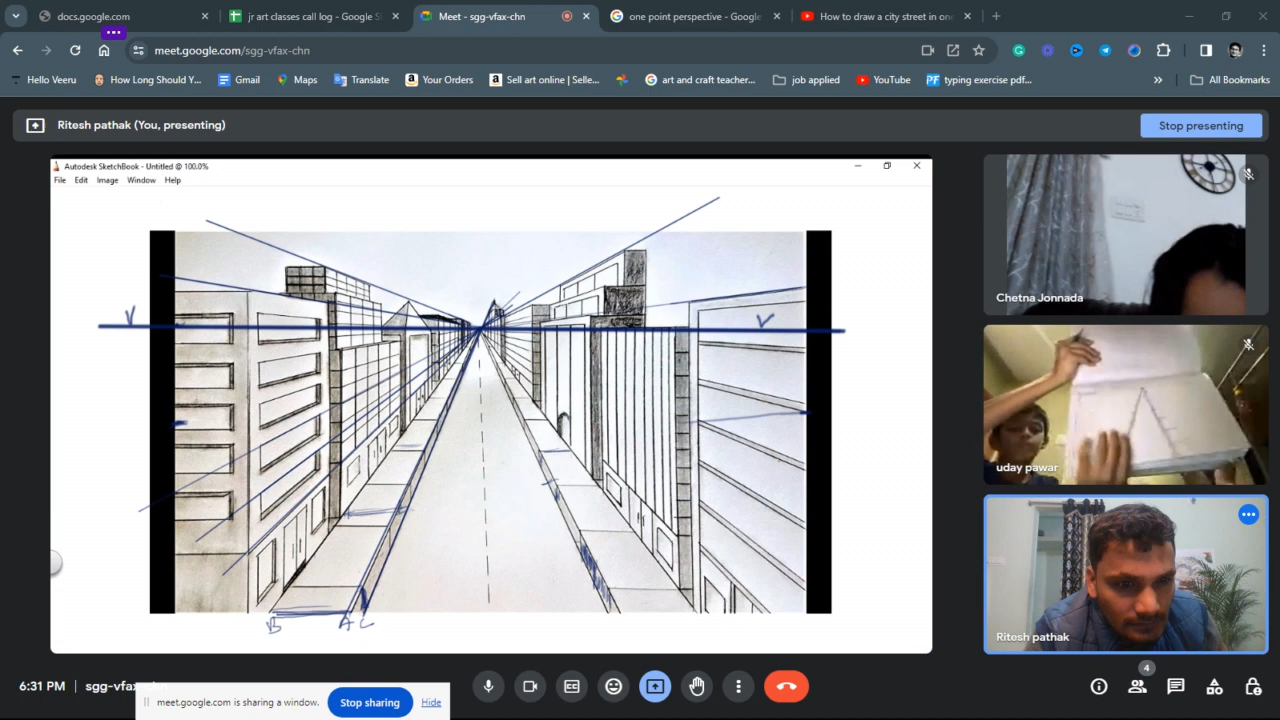 docs.google.com
jr art classes call log - Google S
Meet - sgg-vfax-chn
one point perspective - Google
How to draw a city street in one
meet.google.com/sgg-vfax-chn
Hello Veeru
How Long Should Y...
Gmail
Maps
Translate
Your Orders
Sell art online | Selle...
art and craft teacher...
job applied
YouTube
typing exercise pdf...
All Bookmarks
Ritesh pathak (You, presenting)
Stop presenting
Autodesk SketchBook - Untitled @ 100.0%
File Edit Image Window Help
V
V
B A C
Chetna Jonnada
uday pawar
Ritesh pathak
6:31 PM
sgg-vfax-chn
4
meet.google.com is sharing a window.
Stop sharing
Hide